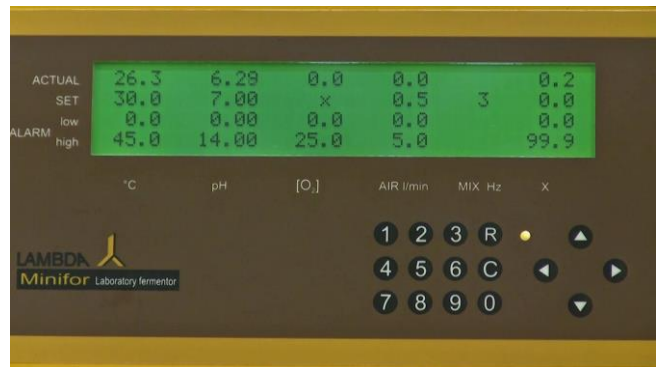 ACTUAL 26.3 6.29 0.0 0.0 0.2
SET 30.0 7.00 × 0.5 3 0.0
ALARM low 0.0 0.00 0.0 0.0 0.0
high 45.0 14.00 25.0 5.0 99.9
°C pH [O₂] AIR l/min MIX Hz X
1 2 3 R
LAMBDA
4 5 6 C
Minifor Laboratory fermentor
7 8 9 0